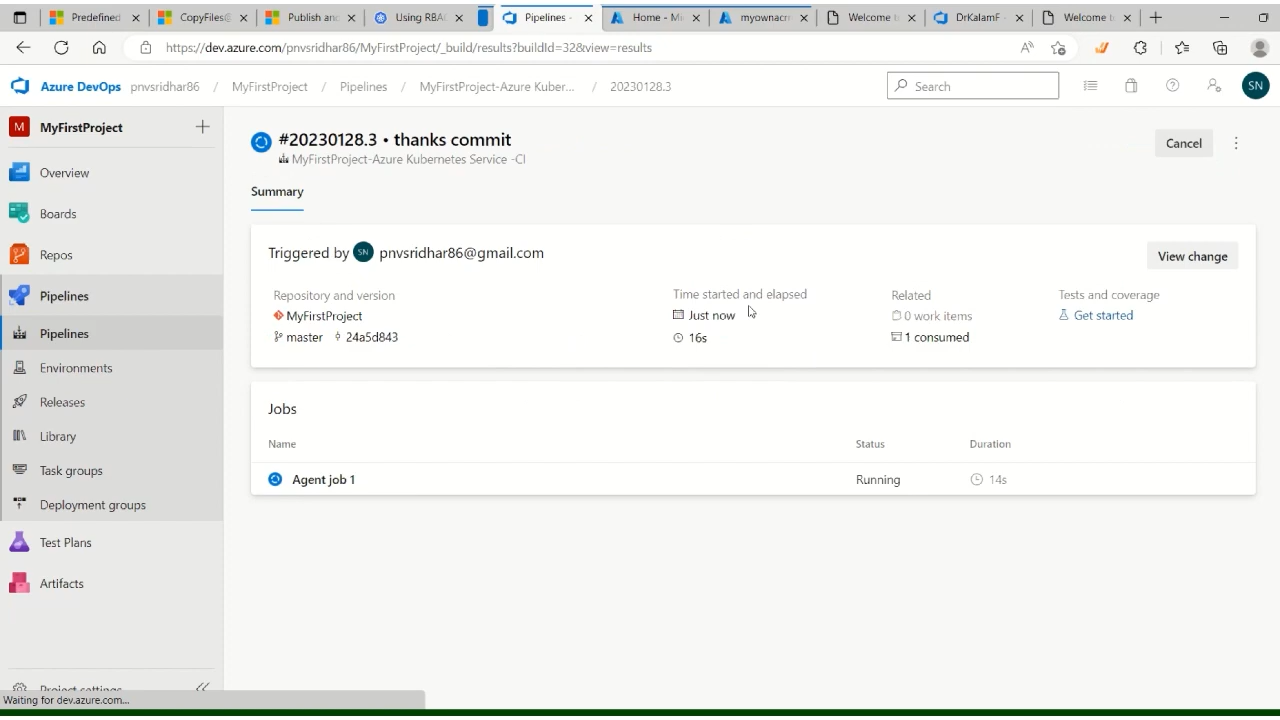 Predefined
CopyFiles@
Publish and
Using RBA
Pipelines -
Home - Mi
myownacr
Welcome b
DrKalamF -
Welcome b
https://dev.azure.com/pnvsridhar86/MyFirstProject/_build/results?buildId=32&view=results
Azure DevOps pnvsridhar86 / MyFirstProject / Pipelines / MyFirstProject-Azure Kuber... / 20230128.3
Search
SN
M MyFirstProject
Overview
Boards
Repos
Pipelines
Pipelines
Environments
Releases
Library
Task groups
Deployment groups
Test Plans
Artifacts
Project settings
Waiting for dev.azure.com...
#20230128.3 • thanks commit
MyFirstProject-Azure Kubernetes Service -CI
Cancel
Summary
Triggered by SN pnvsridhar86@gmail.com
View change
Repository and version
MyFirstProject
master 24a5d843
Time started and elapsed
Just now
16s
Related
0 work items
1 consumed
Tests and coverage
Get started
Jobs
Name Status Duration
Agent job 1 Running 14s